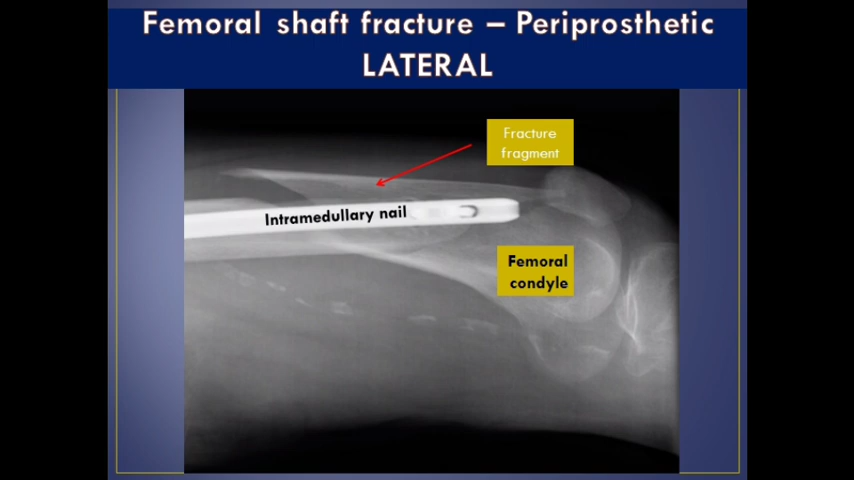 Femoral shaft fracture – Periprosthetic
LATERAL
Fracture
fragment
Intramedullary nail
Femoral
condyle